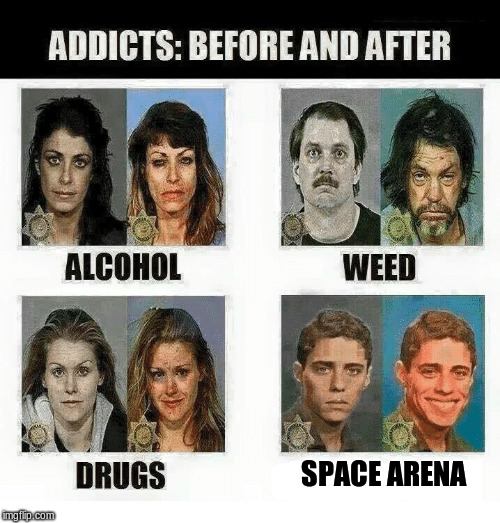 ADDICTS: BEFORE AND AFTER
ALCOHOL
WEED
DRUGS
SPACE ARENA
imgflip.com